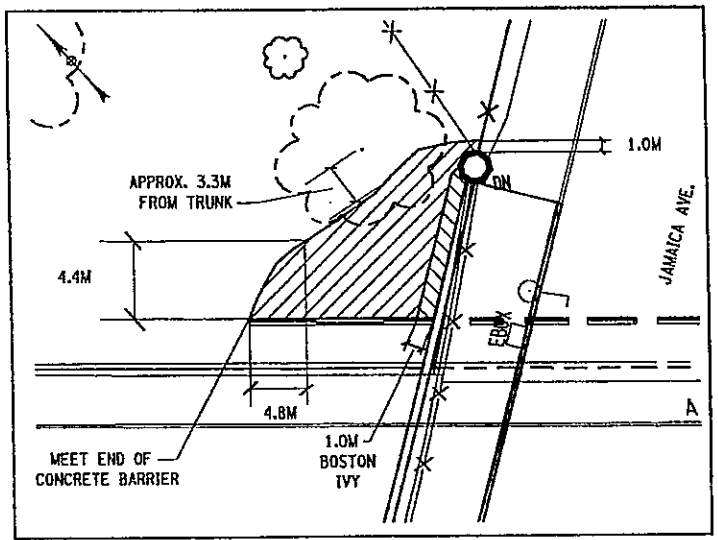 1.0M
APPROX. 3.3M
FROM TRUNK
DN
JAMAICA AVE.
4.4M
EBOX
4.8M
A
1.0M
BOSTON
IVY
MEET END OF
CONCRETE BARRIER